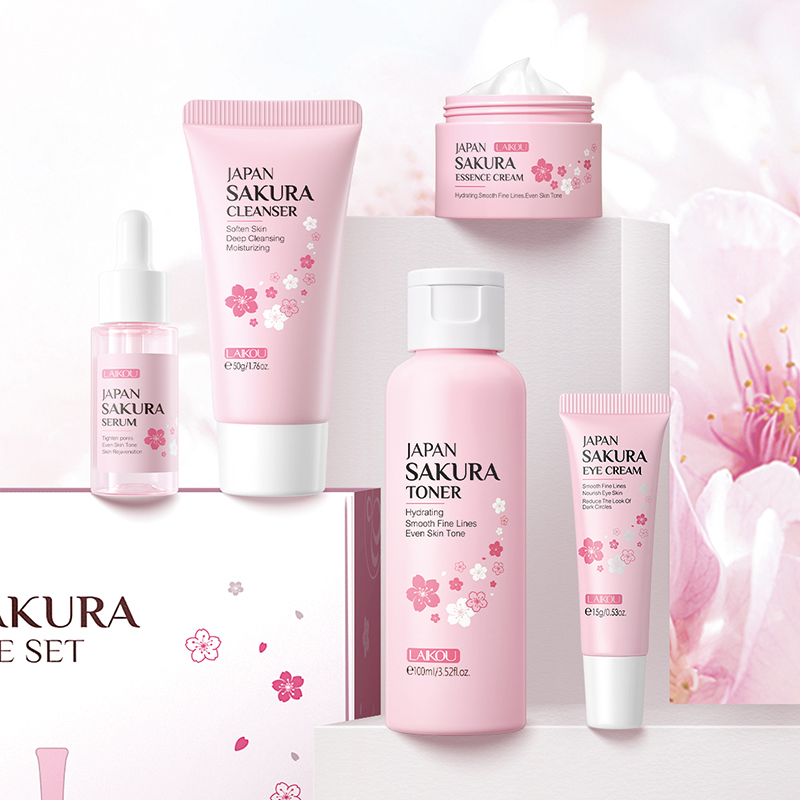 JAPAN
SAKURA
CLEANSER
Soften Skin
Deep Cleansing
Moisturizing
LAIKOU
e50g/1.76oz.
JAPAN LAIKOU
SAKURA
ESSENCE CREAM
Hydrating,Smooth Fine Lines,Even Skin Tone
LAIKOU
JAPAN
SAKURA
SERUM
Tighten pores
Even Skin Tone
Skin Rejuvenation
JAPAN
SAKURA
TONER
Hydrating
Smooth Fine Lines
Even Skin Tone
LAIKOU
e100ml/3.52fl.oz.
JAPAN
SAKURA
EYE CREAM
Smooth Fine Lines
Nourish Eye Skin
Reduce The Look Of
Dark Circles
LAIKOU
e15g/0.53oz.
AKURA
E SET